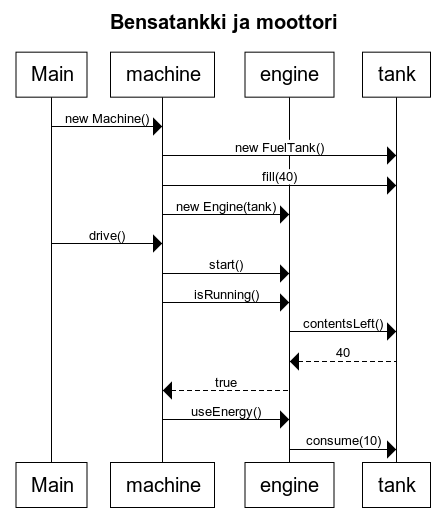 Bensatankki ja moottori
Main machine engine tank
new Machine()
new FuelTank()
fill(40)
new Engine(tank)
drive()
start()
isRunning()
contentsLeft()
40
true
useEnergy()
consume(10)
Main machine engine tank